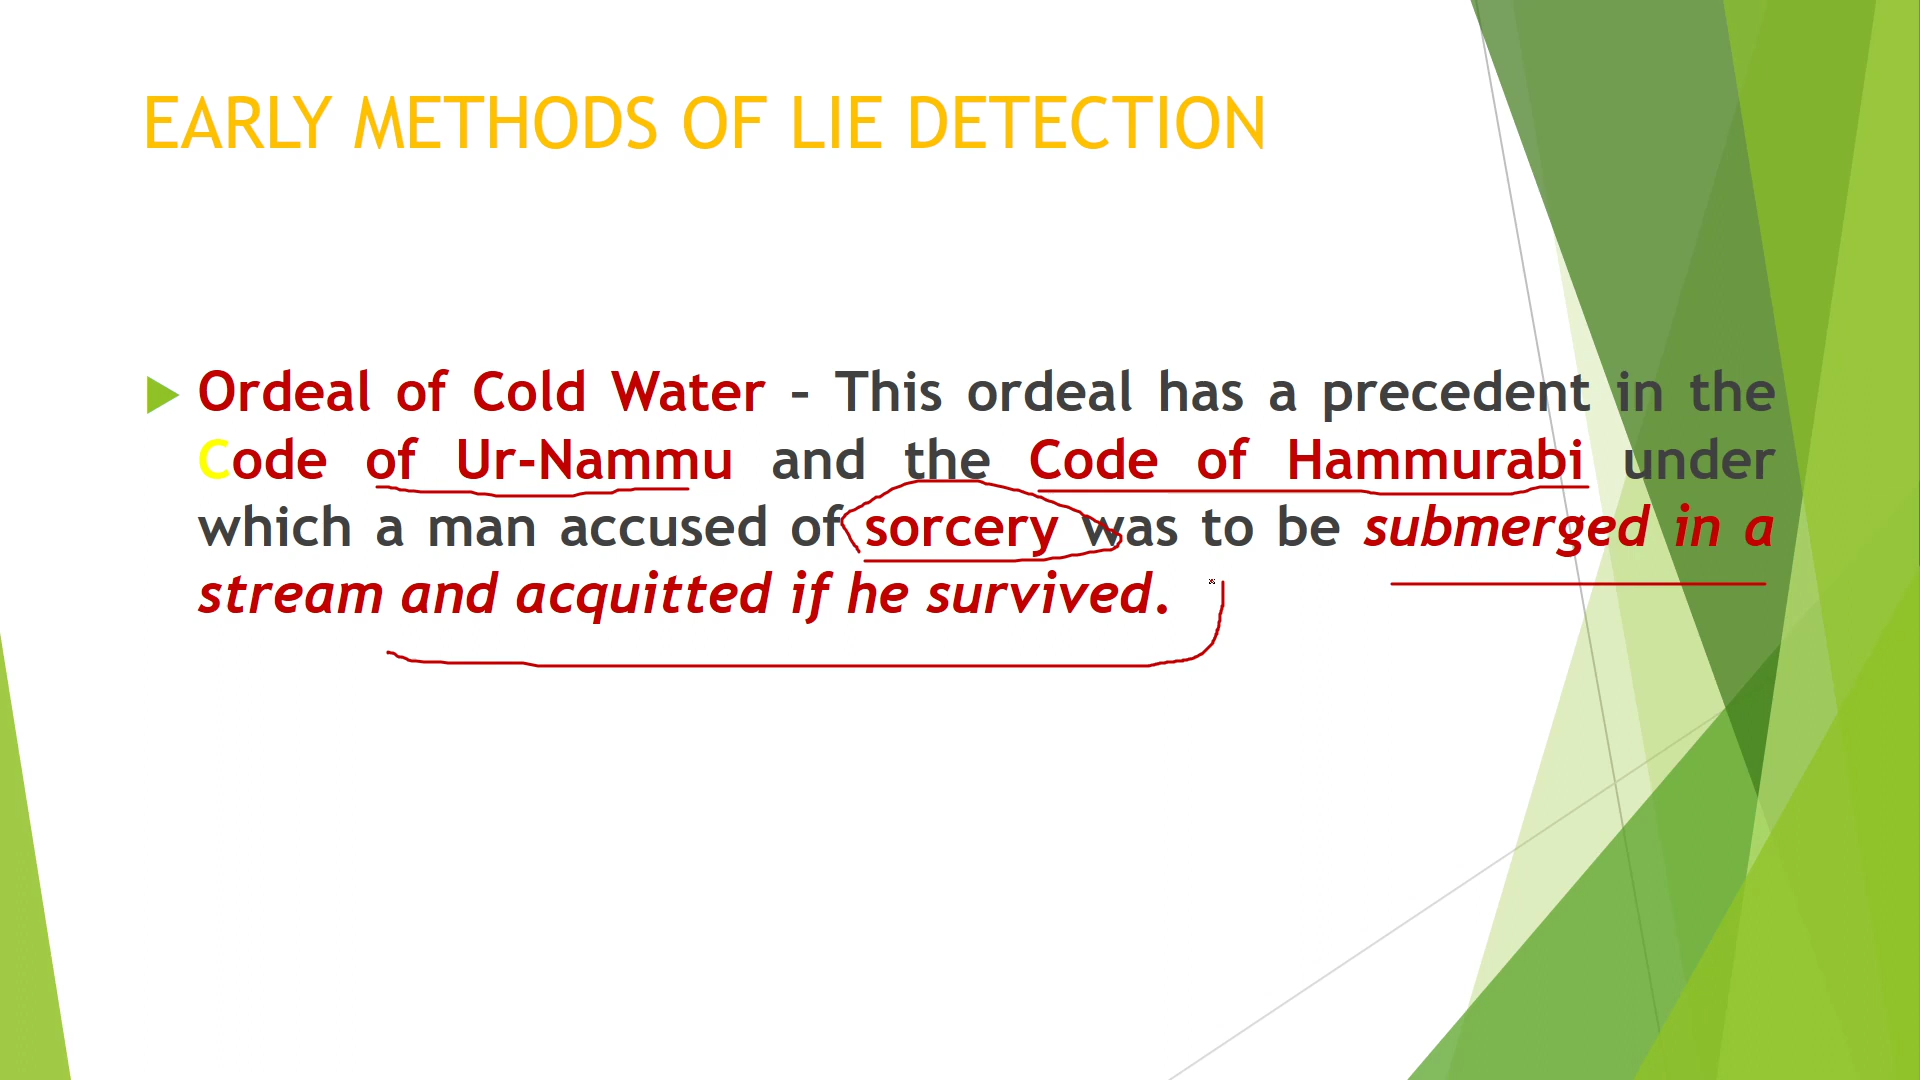 EARLY METHODS OF LIE DETECTION
Ordeal of Cold Water – This ordeal has a precedent in the
Code of Ur-Nammu and the Code of Hammurabi under
which a man accused of sorcery was to be submerged in a
stream and acquitted if he survived.